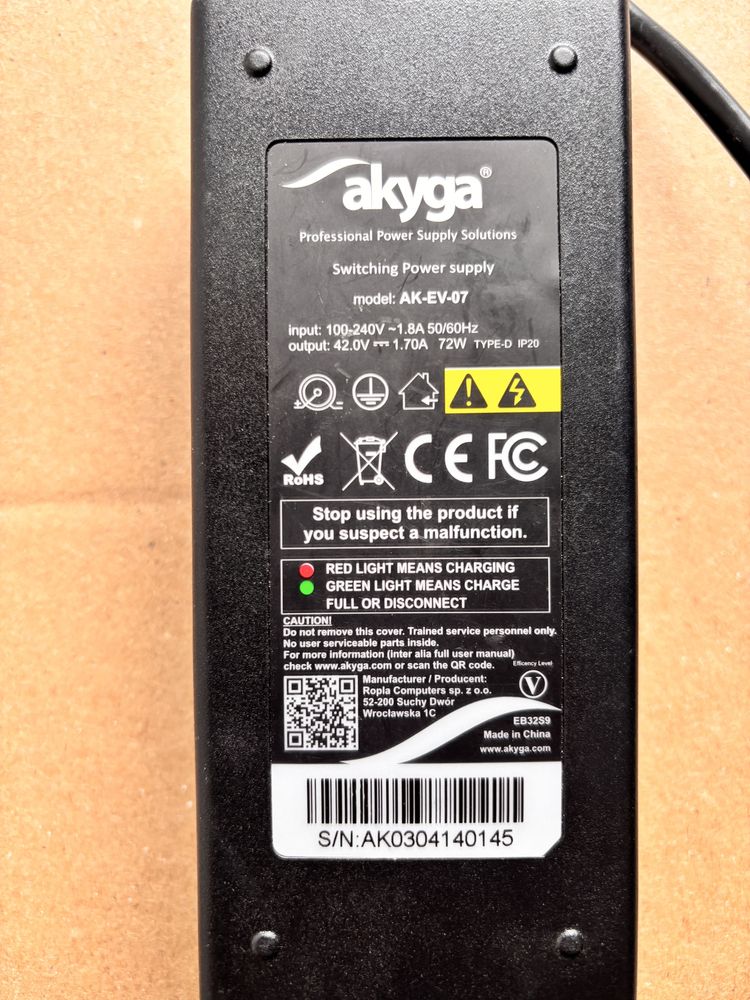 akyga®
Professional Power Supply Solutions
Switching Power supply
model: AK-EV-07
input: 100-240V ~1.8A 50/60Hz
output: 42.0V ⎓ 1.70A 72W TYPE-D IP20
RoHS CE FC
Stop using the product if
you suspect a malfunction.
RED LIGHT MEANS CHARGING
GREEN LIGHT MEANS CHARGE
FULL OR DISCONNECT
CAUTION!
Do not remove this cover. Trained service personnel only.
No user serviceable parts inside.
For more information (inter alia full user manual)
check www.akyga.com or scan the QR code.
Efficency Level
V
Manufacturer / Producent:
Ropla Computers sp. z o.o.
52-200 Suchy Dwór
Wrocławska 1C
EB32S9
Made in China
www.akyga.com
S/N:AK0304140145